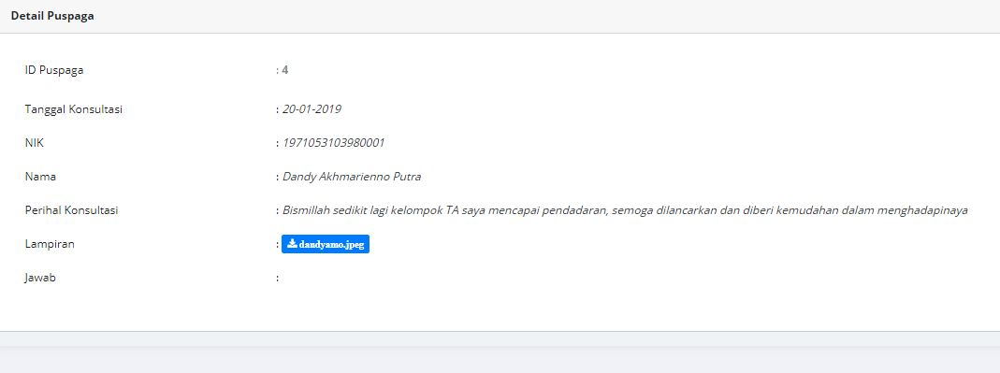 Detail Puspaga
ID Puspaga : 4
Tanggal Konsultasi : 20-01-2019
NIK : 1971053103980001
Nama : Dandy Akhmarienno Putra
Perihal Konsultasi : Bismillah sedikit lagi kelompok TA saya mencapai pendadaran, semoga dilancarkan dan diberi kemudahan dalam menghadapinaya
Lampiran : dandyamo.jpeg
Jawab :